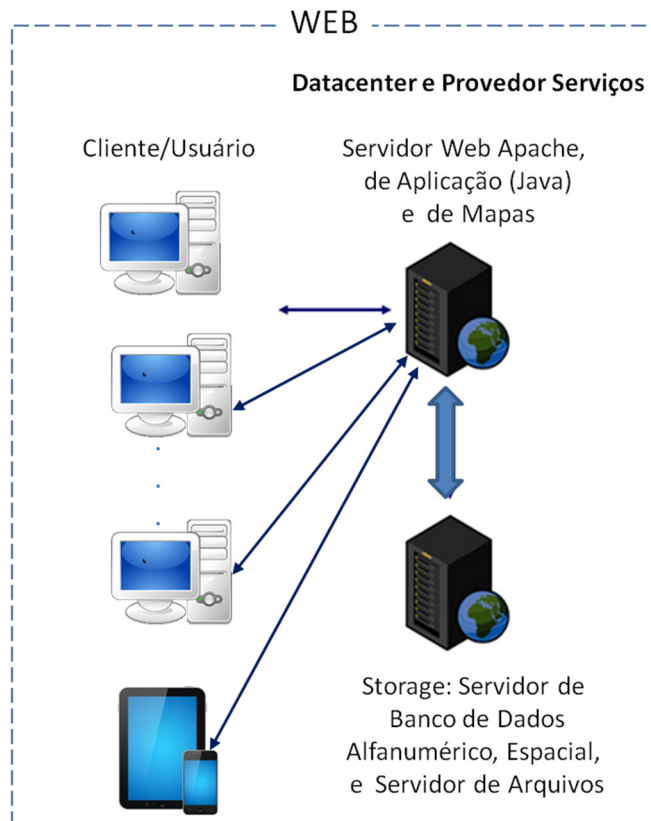 WEB
Datacenter e Provedor Serviços
Cliente/Usuário
Servidor Web Apache,
de Aplicação (Java)
e de Mapas
Storage: Servidor de
Banco de Dados
Alfanumérico, Espacial,
e Servidor de Arquivos